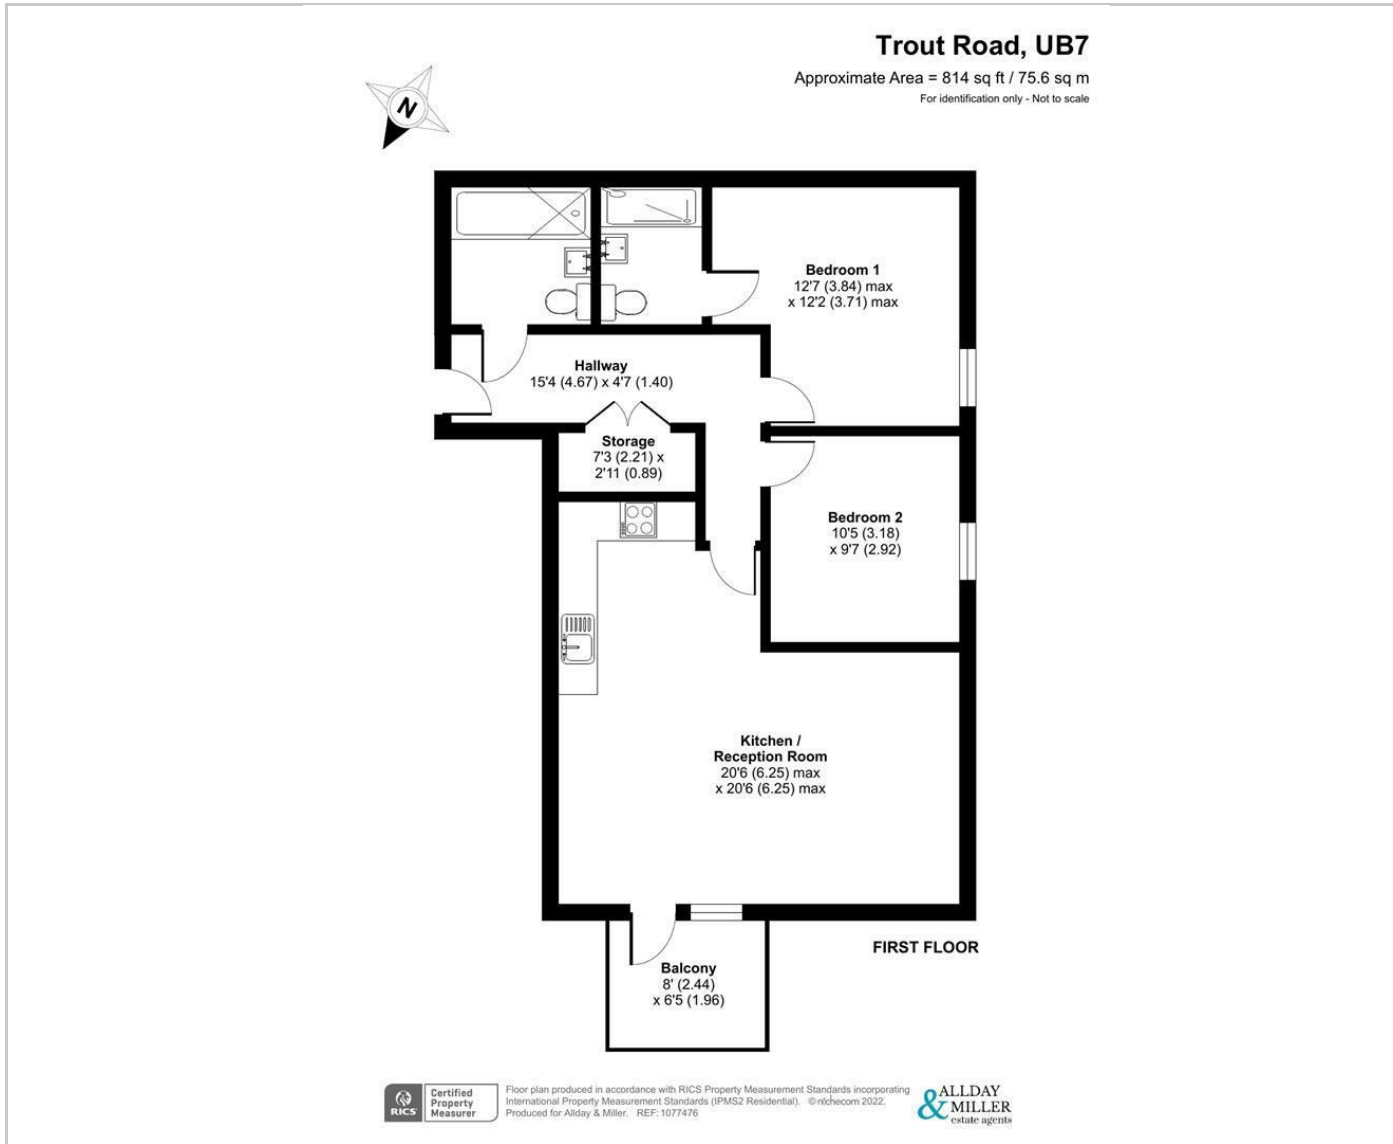 Trout Road, UB7
Approximate Area = 814 sq ft / 75.6 sq m
For identification only - Not to scale
N
Bedroom 1
12'7 (3.84) max
x 12'2 (3.71) max
Hallway
15'4 (4.67) x 4'7 (1.40)
Storage
7'3 (2.21) x
2'11 (0.89)
Bedroom 2
10'5 (3.18)
x 9'7 (2.92)
Kitchen /
Reception Room
20'6 (6.25) max
x 20'6 (6.25) max
FIRST FLOOR
Balcony
8' (2.44)
x 6'5 (1.96)
RICS
Certified
Property
Measurer
Floor plan produced in accordance with RICS Property Measurement Standards incorporating
International Property Measurement Standards (IPMS2 Residential). © nichecom 2022.
Produced for Allday & Miller. REF: 1077476
ALLDAY
& MILLER
estate agents